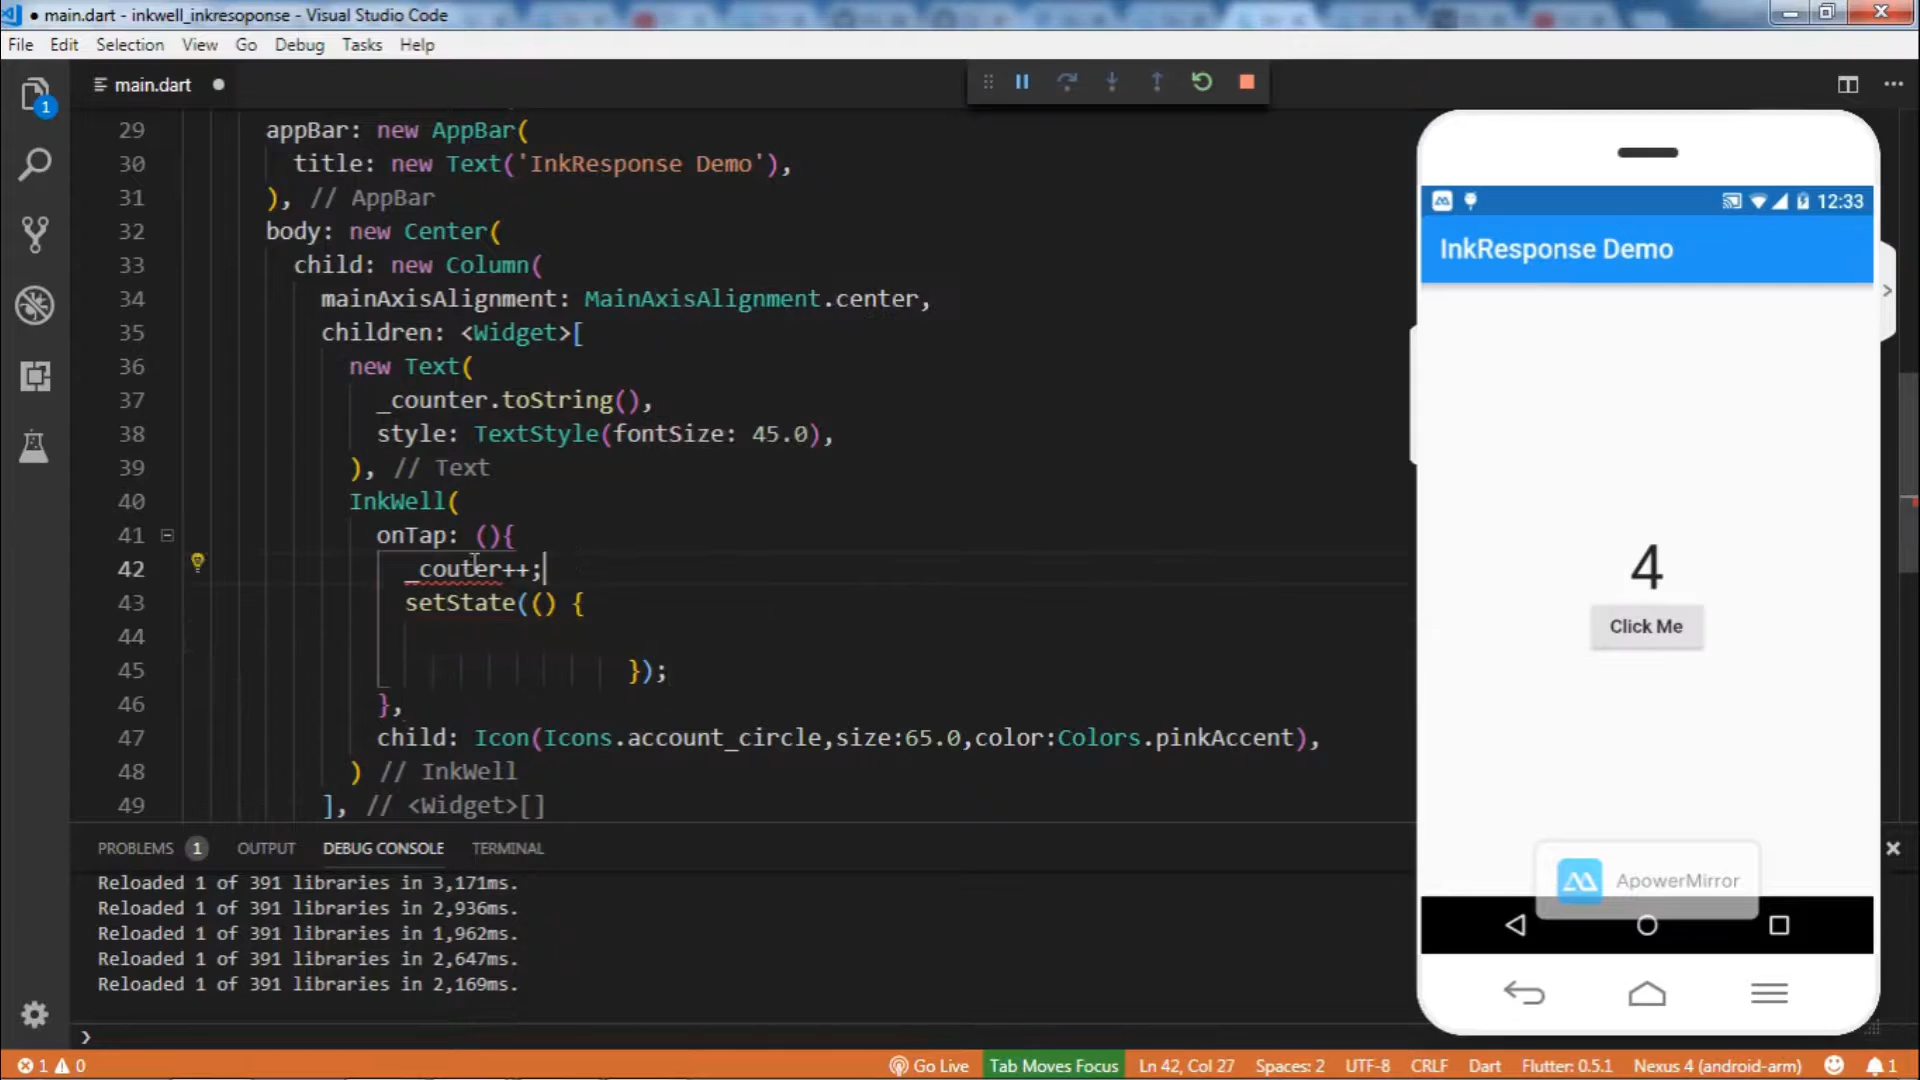 main.dart - inkwell_inkresoponse - Visual Studio Code
File Edit Selection View Go Debug Tasks Help
1
main.dart
29 appBar: new AppBar(
30 title: new Text('InkResponse Demo'),
31 ), // AppBar
32 body: new Center(
33 child: new Column(
34 mainAxisAlignment: MainAxisAlignment.center,
35 children: <Widget>[
36 new Text(
37 _counter.toString(),
38 style: TextStyle(fontSize: 45.0),
39 ), // Text
40 InkWell(
41 onTap: (){
42 _couter++;
43 setState(() {
44
45 });
46 },
47 child: Icon(Icons.account_circle,size:65.0,color:Colors.pinkAccent),
48 ) // InkWell
49 ], // <Widget>[]
12:33
InkResponse Demo
4
Click Me
ApowerMirror
PROBLEMS 1 OUTPUT DEBUG CONSOLE TERMINAL
Reloaded 1 of 391 libraries in 3,171ms.
Reloaded 1 of 391 libraries in 2,936ms.
Reloaded 1 of 391 libraries in 1,962ms.
Reloaded 1 of 391 libraries in 2,647ms.
Reloaded 1 of 391 libraries in 2,169ms.
1 0 Go Live Tab Moves Focus Ln 42, Col 27 Spaces: 2 UTF-8 CRLF Dart Flutter: 0.5.1 Nexus 4 (android-arm) 1